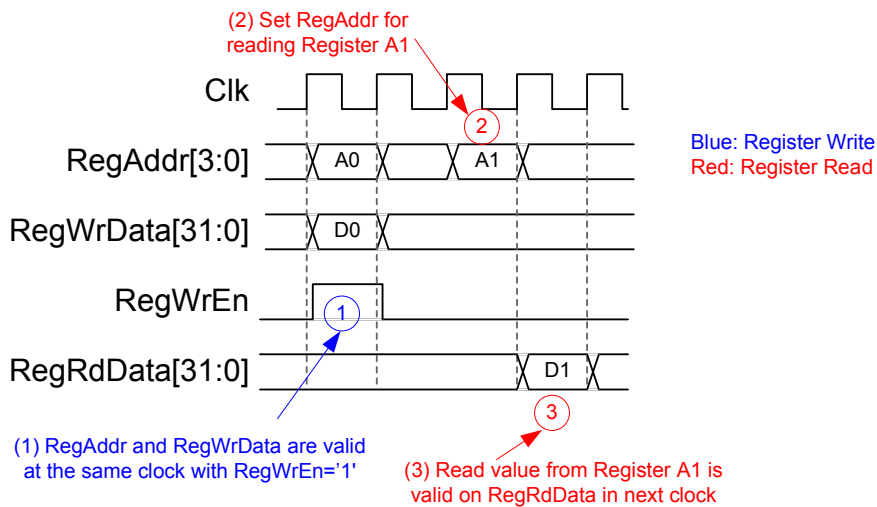 (2) Set RegAddr for
reading Register A1
Clk
2
RegAddr[3:0]
A0
A1
Blue: Register Write
Red: Register Read
RegWrData[31:0]
D0
RegWrEn
1
RegRdData[31:0]
D1
3
(1) RegAddr and RegWrData are valid
at the same clock with RegWrEn=’1'
(3) Read value from Register A1 is
valid on RegRdData in next clock